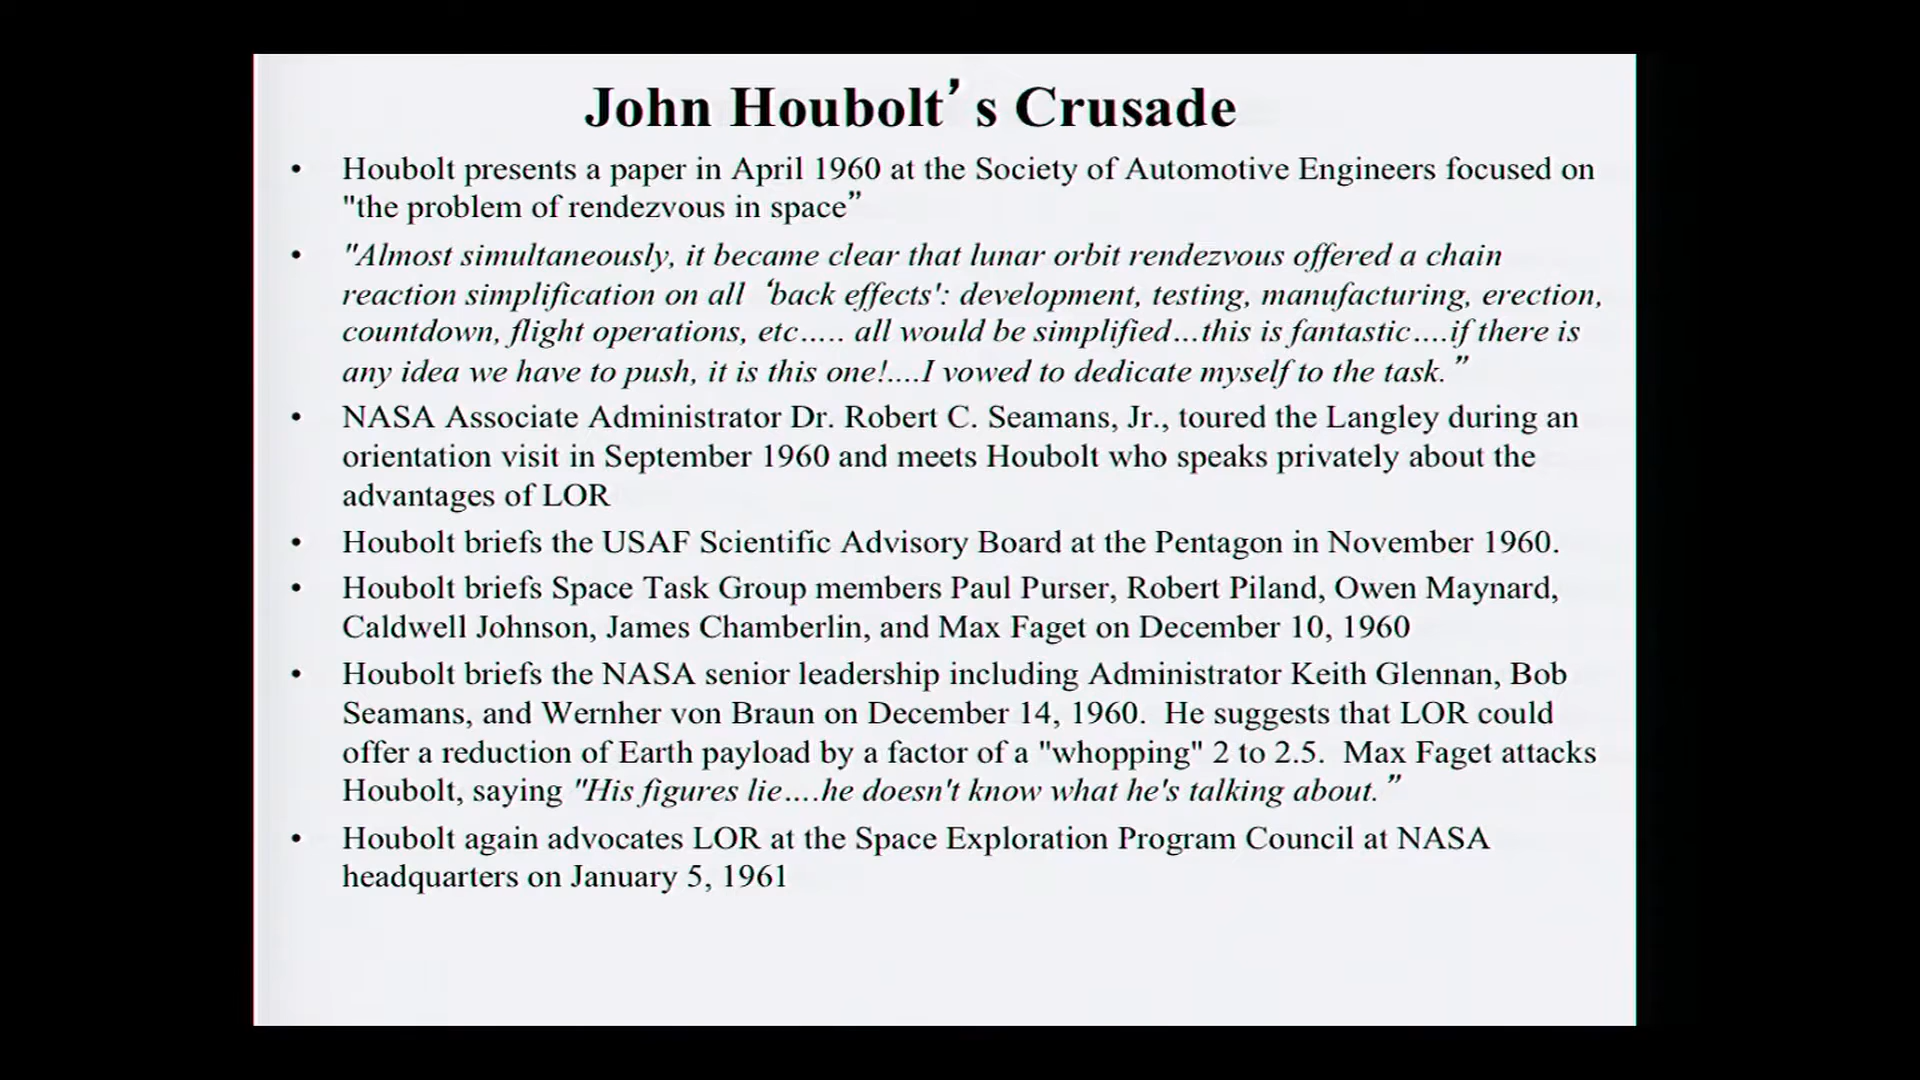 John Houbolt’s Crusade
• Houbolt presents a paper in April 1960 at the Society of Automotive Engineers focused on
"the problem of rendezvous in space”
• "Almost simultaneously, it became clear that lunar orbit rendezvous offered a chain
reaction simplification on all ‘back effects': development, testing, manufacturing, erection,
countdown, flight operations, etc….. all would be simplified…this is fantastic….if there is
any idea we have to push, it is this one!....I vowed to dedicate myself to the task.”
• NASA Associate Administrator Dr. Robert C. Seamans, Jr., toured the Langley during an
orientation visit in September 1960 and meets Houbolt who speaks privately about the
advantages of LOR
• Houbolt briefs the USAF Scientific Advisory Board at the Pentagon in November 1960.
• Houbolt briefs Space Task Group members Paul Purser, Robert Piland, Owen Maynard,
Caldwell Johnson, James Chamberlin, and Max Faget on December 10, 1960
• Houbolt briefs the NASA senior leadership including Administrator Keith Glennan, Bob
Seamans, and Wernher von Braun on December 14, 1960.  He suggests that LOR could
offer a reduction of Earth payload by a factor of a "whopping" 2 to 2.5.  Max Faget attacks
Houbolt, saying "His figures lie….he doesn't know what he's talking about.”
• Houbolt again advocates LOR at the Space Exploration Program Council at NASA
headquarters on January 5, 1961